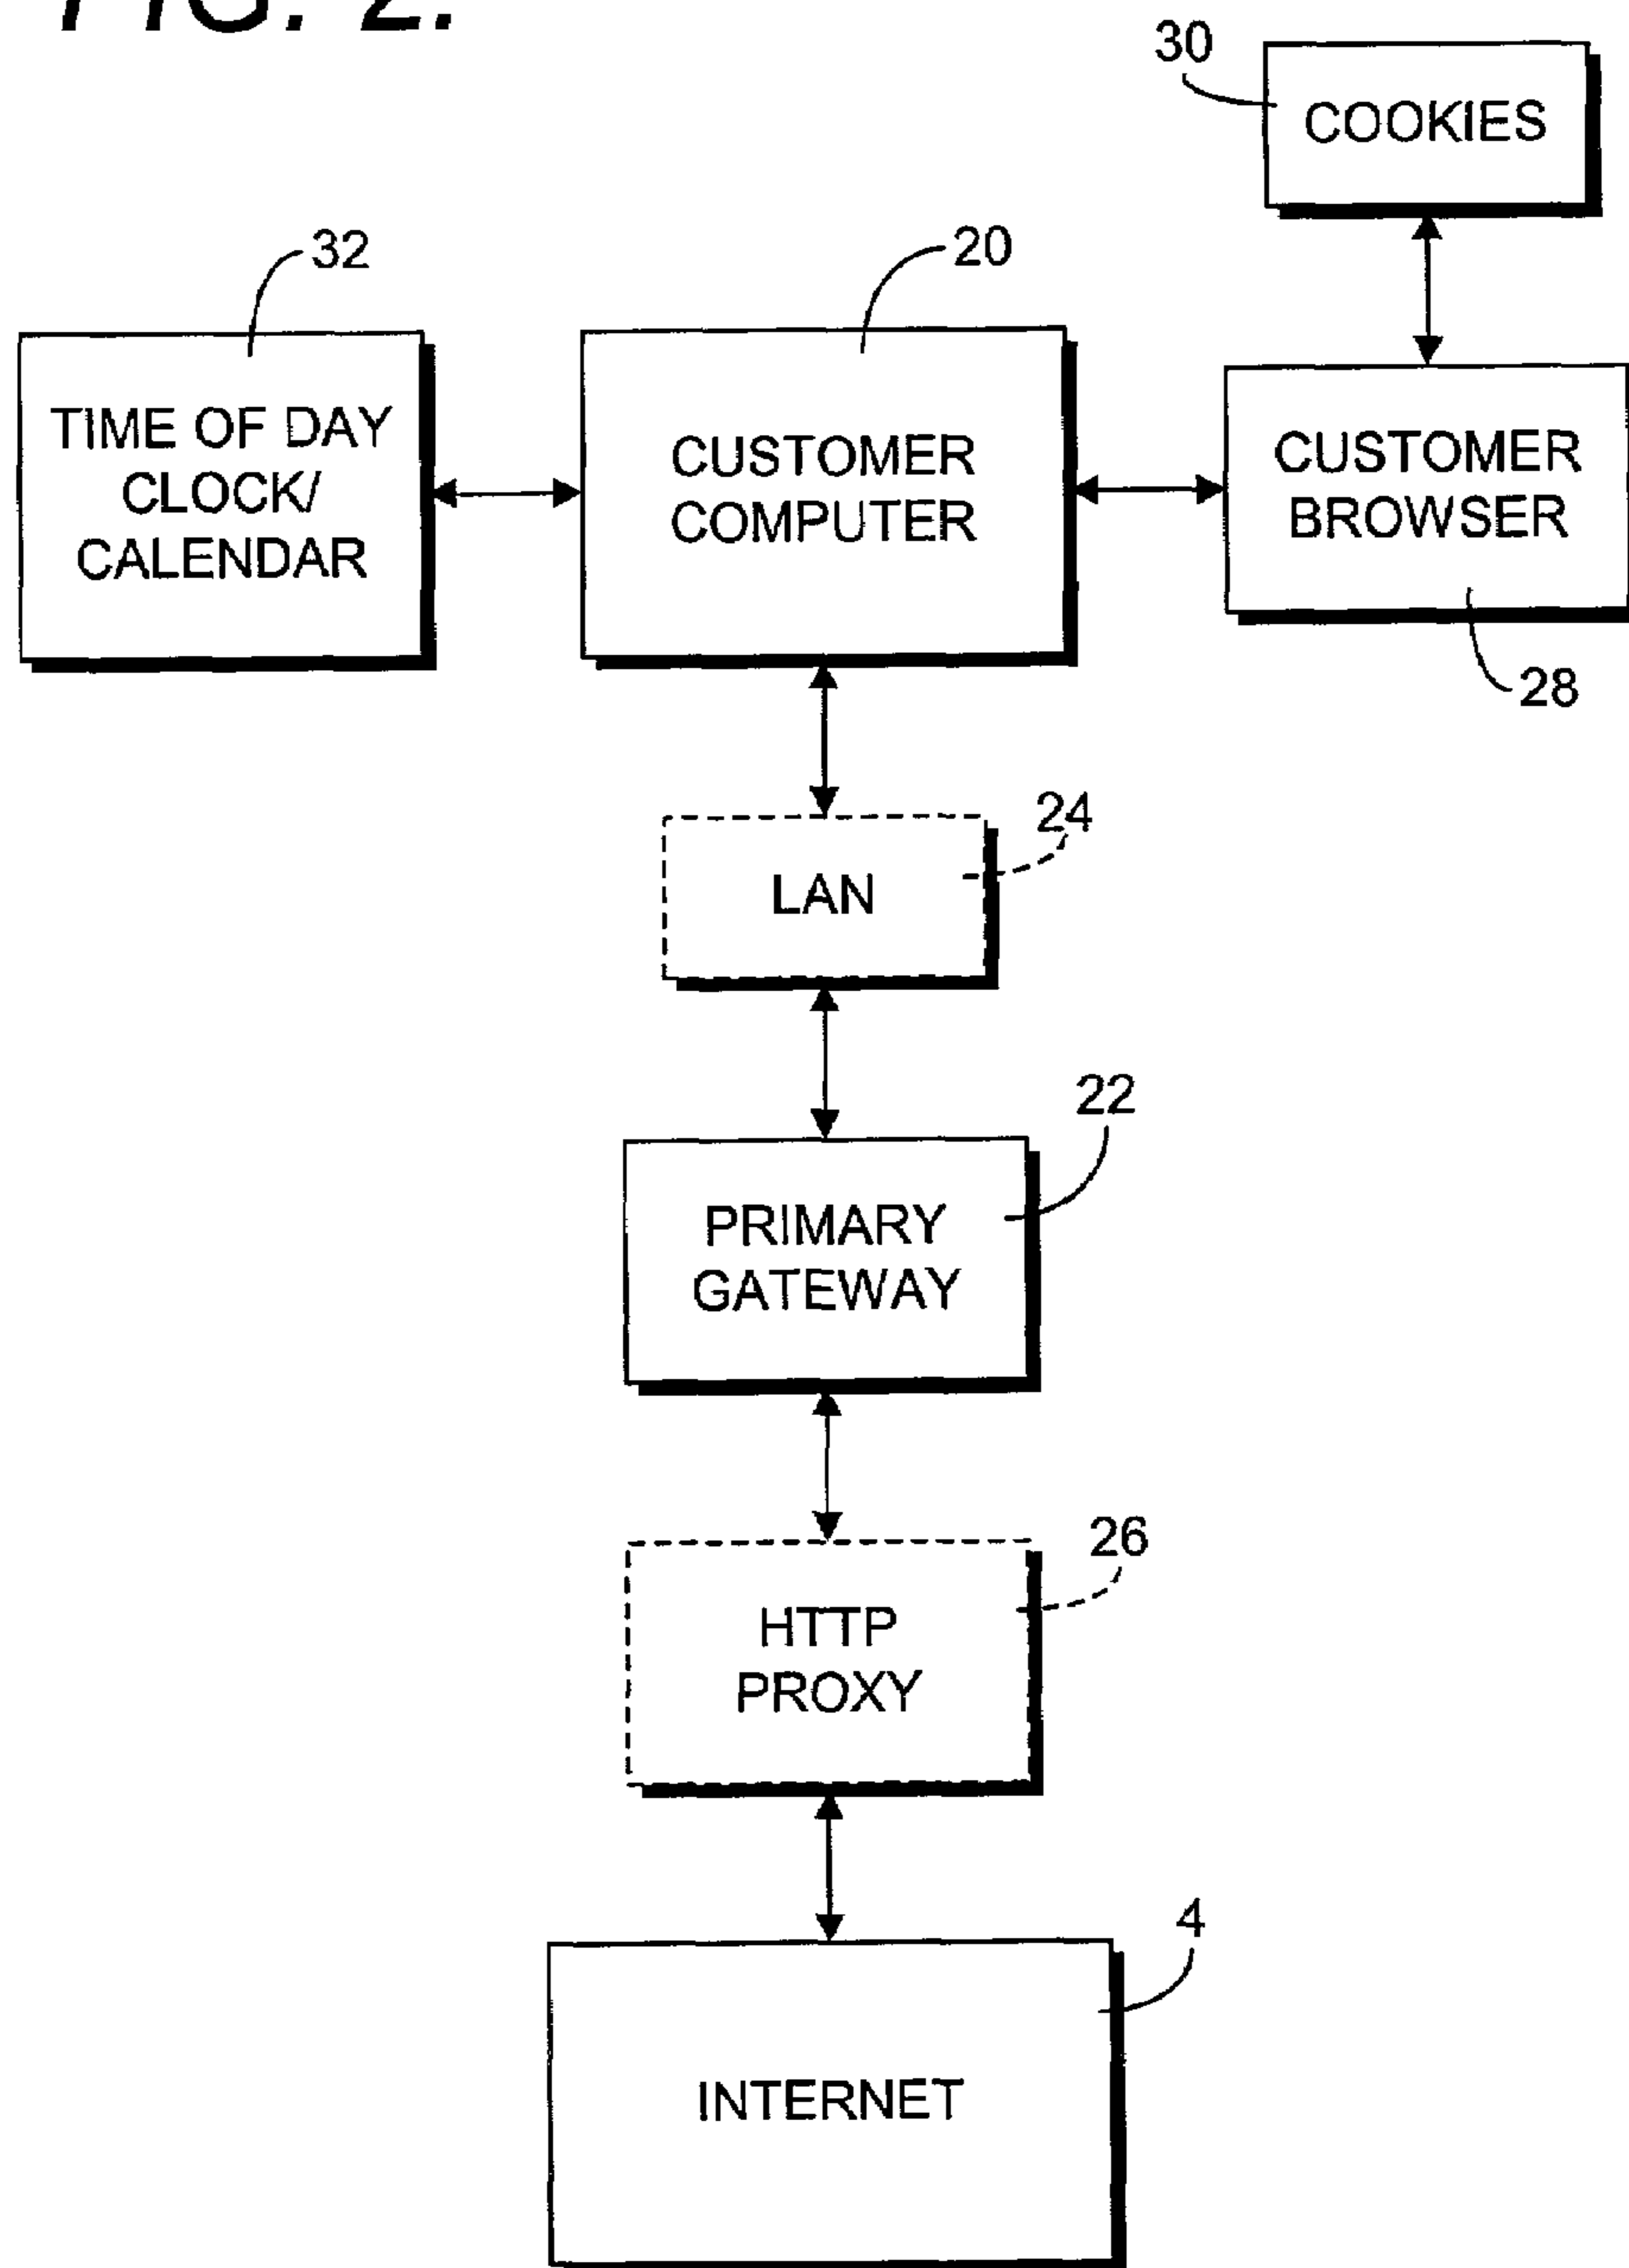 FIG. 2.
30
COOKIES
32
20
TIME OF DAY
CLOCK/
CALENDAR
CUSTOMER
COMPUTER
CUSTOMER
BROWSER
28
24
LAN
22
PRIMARY
GATEWAY
26
HTTP
PROXY
4
INTERNET